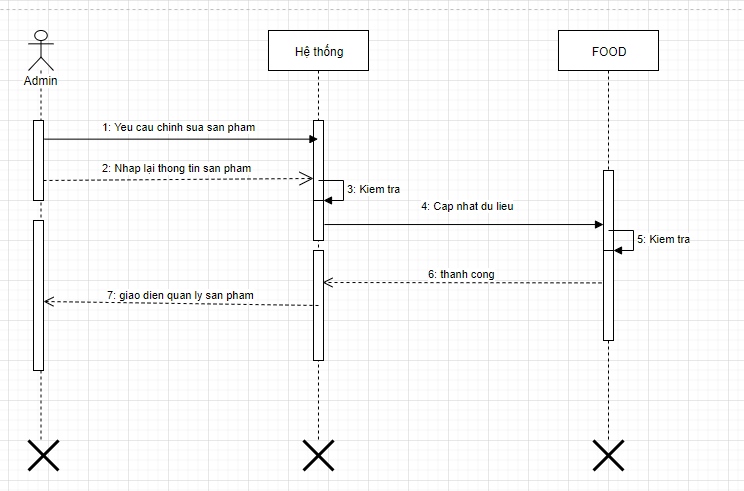 Admin
Hệ thống
FOOD
1: Yeu cau chinh sua san pham
2: Nhap lại thong tin san pham
3: Kiem tra
4: Cap nhat du lieu
5: Kiem tra
6: thanh cong
7: giao dien quan ly san pham